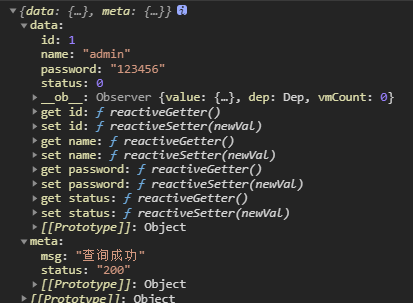 {data: {…}, meta: {…}} i
data:
id: 1
name: "admin"
password: "123456"
status: 0
__ob__: Observer {value: {…}, dep: Dep, vmCount: 0}
get id: ƒ reactiveGetter()
set id: ƒ reactiveSetter(newVal)
get name: ƒ reactiveGetter()
set name: ƒ reactiveSetter(newVal)
get password: ƒ reactiveGetter()
set password: ƒ reactiveSetter(newVal)
get status: ƒ reactiveGetter()
set status: ƒ reactiveSetter(newVal)
[[Prototype]]: Object
meta:
msg: "查询成功"
status: "200"
[[Prototype]]: Object
[[Prototype]]: Object